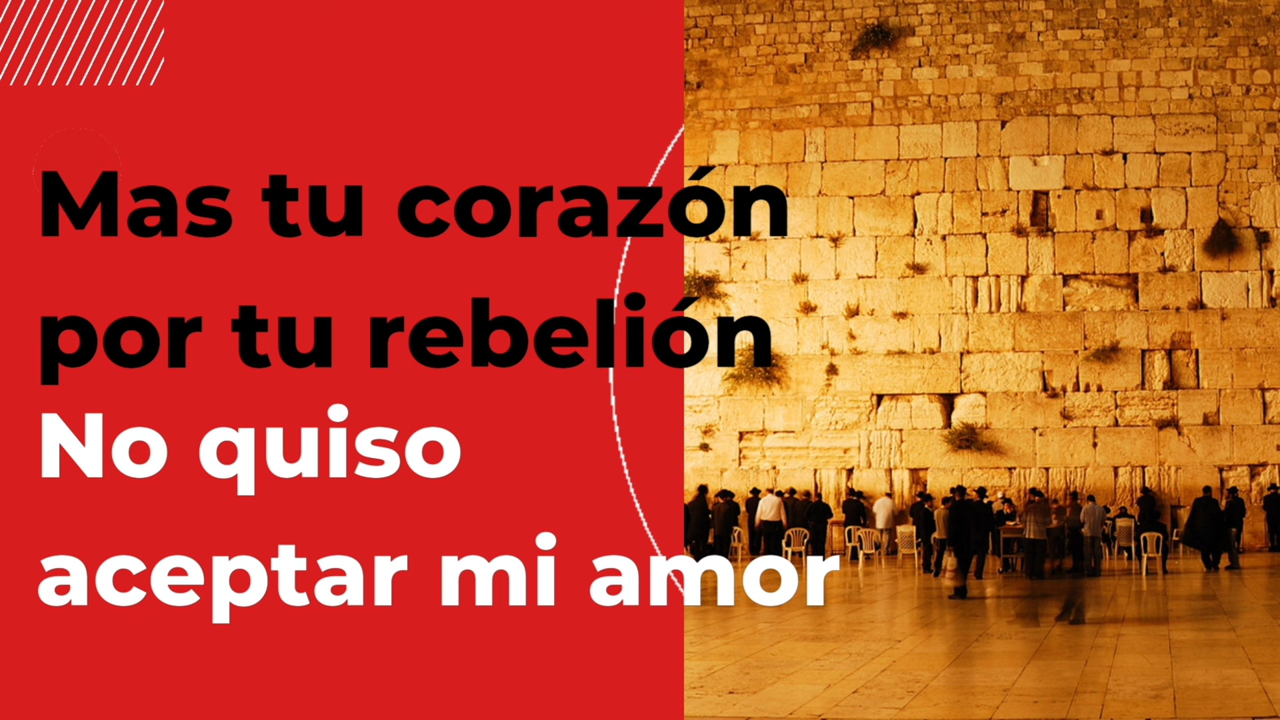 Mas tu corazón
por tu rebelión
No quiso
aceptar mi amor